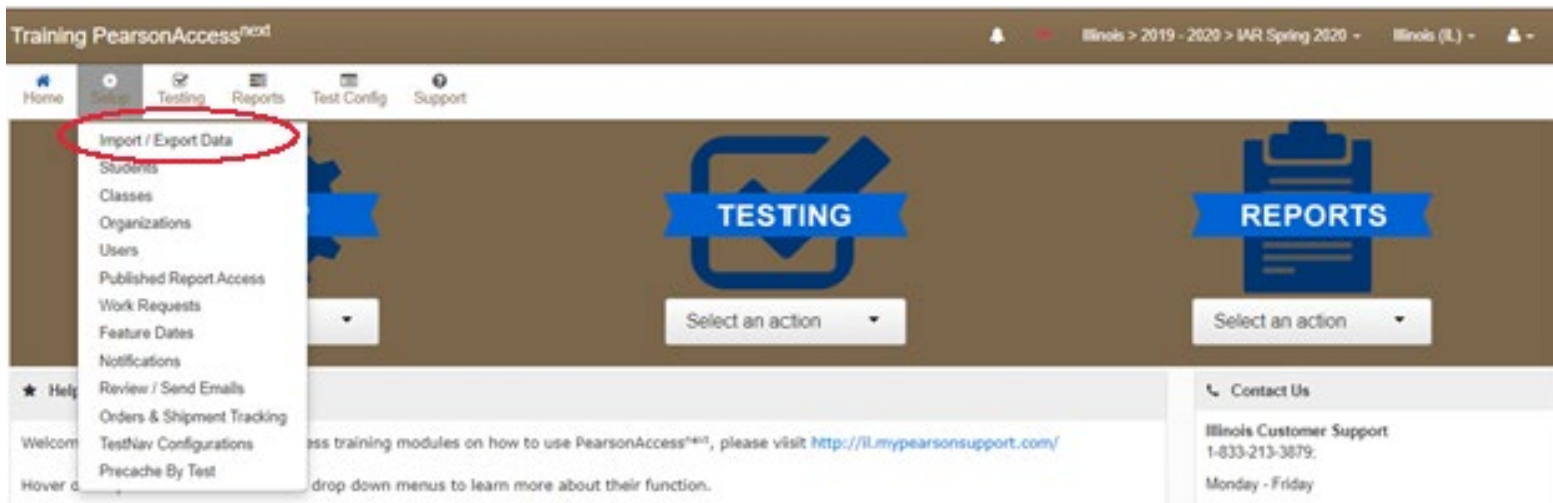 Training PearsonAccessnext
Illinois > 2019 - 2020 > IAR Spring 2020
Illinois (IL)
Home Setup Testing Reports Test Config Support
Import / Export Data
Students
Classes
Organizations
Users
Published Report Access
Work Requests
Feature Dates
Notifications
Review / Send Emails
Orders & Shipment Tracking
TestNav Configurations
Precache By Test
TESTING
Select an action
REPORTS
Select an action
Help
Welcom ess training modules on how to use PearsonAccessnext, please visit http://il.mypearsonsupport.com/
Hover drop down menus to learn more about their function.
Contact Us
Illinois Customer Support
1-833-213-3879:
Monday - Friday